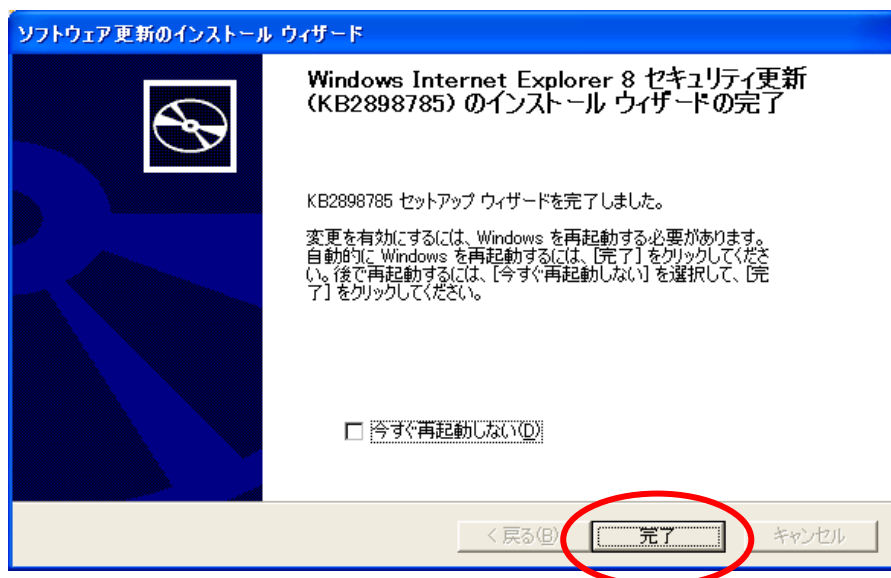 ソフトウェア更新のインストール ウィザード
Windows Internet Explorer 8 セキュリティ更新
(KB2898785) のインストール ウィザードの完了
KB2898785 セットアップ ウィザードを完了しました。
変更を有効にするには、Windows を再起動する必要があります。
自動的に Windows を再起動するには、[完了] をクリックしてくださ
い。後で再起動するには、[今すぐ再起動しない] を選択して、[完
了] をクリックしてください。
今すぐ再起動しない(D)
< 戻る(B)
完了
キャンセル